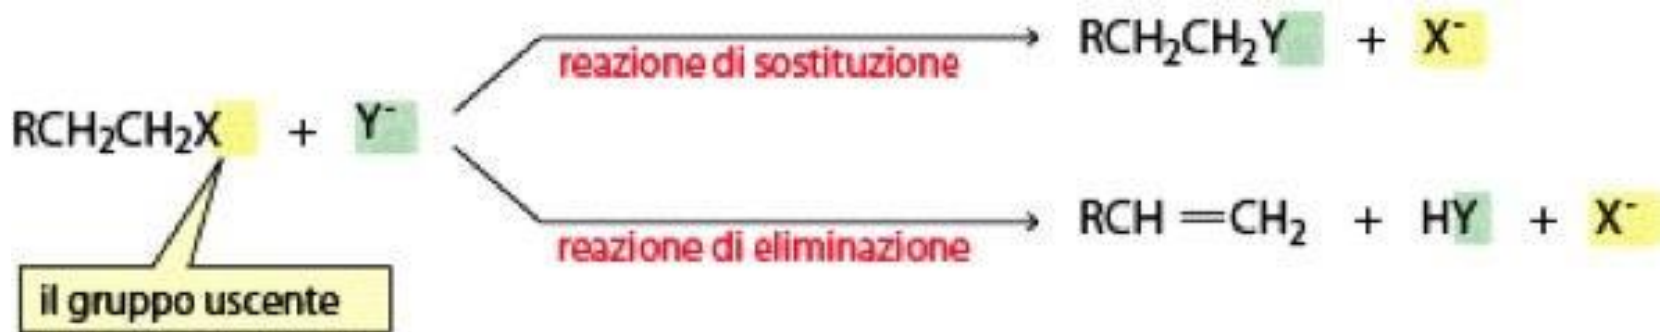 RCH₂CH₂X + Y⁻
il gruppo uscente
reazione di sostituzione
RCH₂CH₂Y + X⁻
reazione di eliminazione
RCH=CH₂ + HY + X⁻